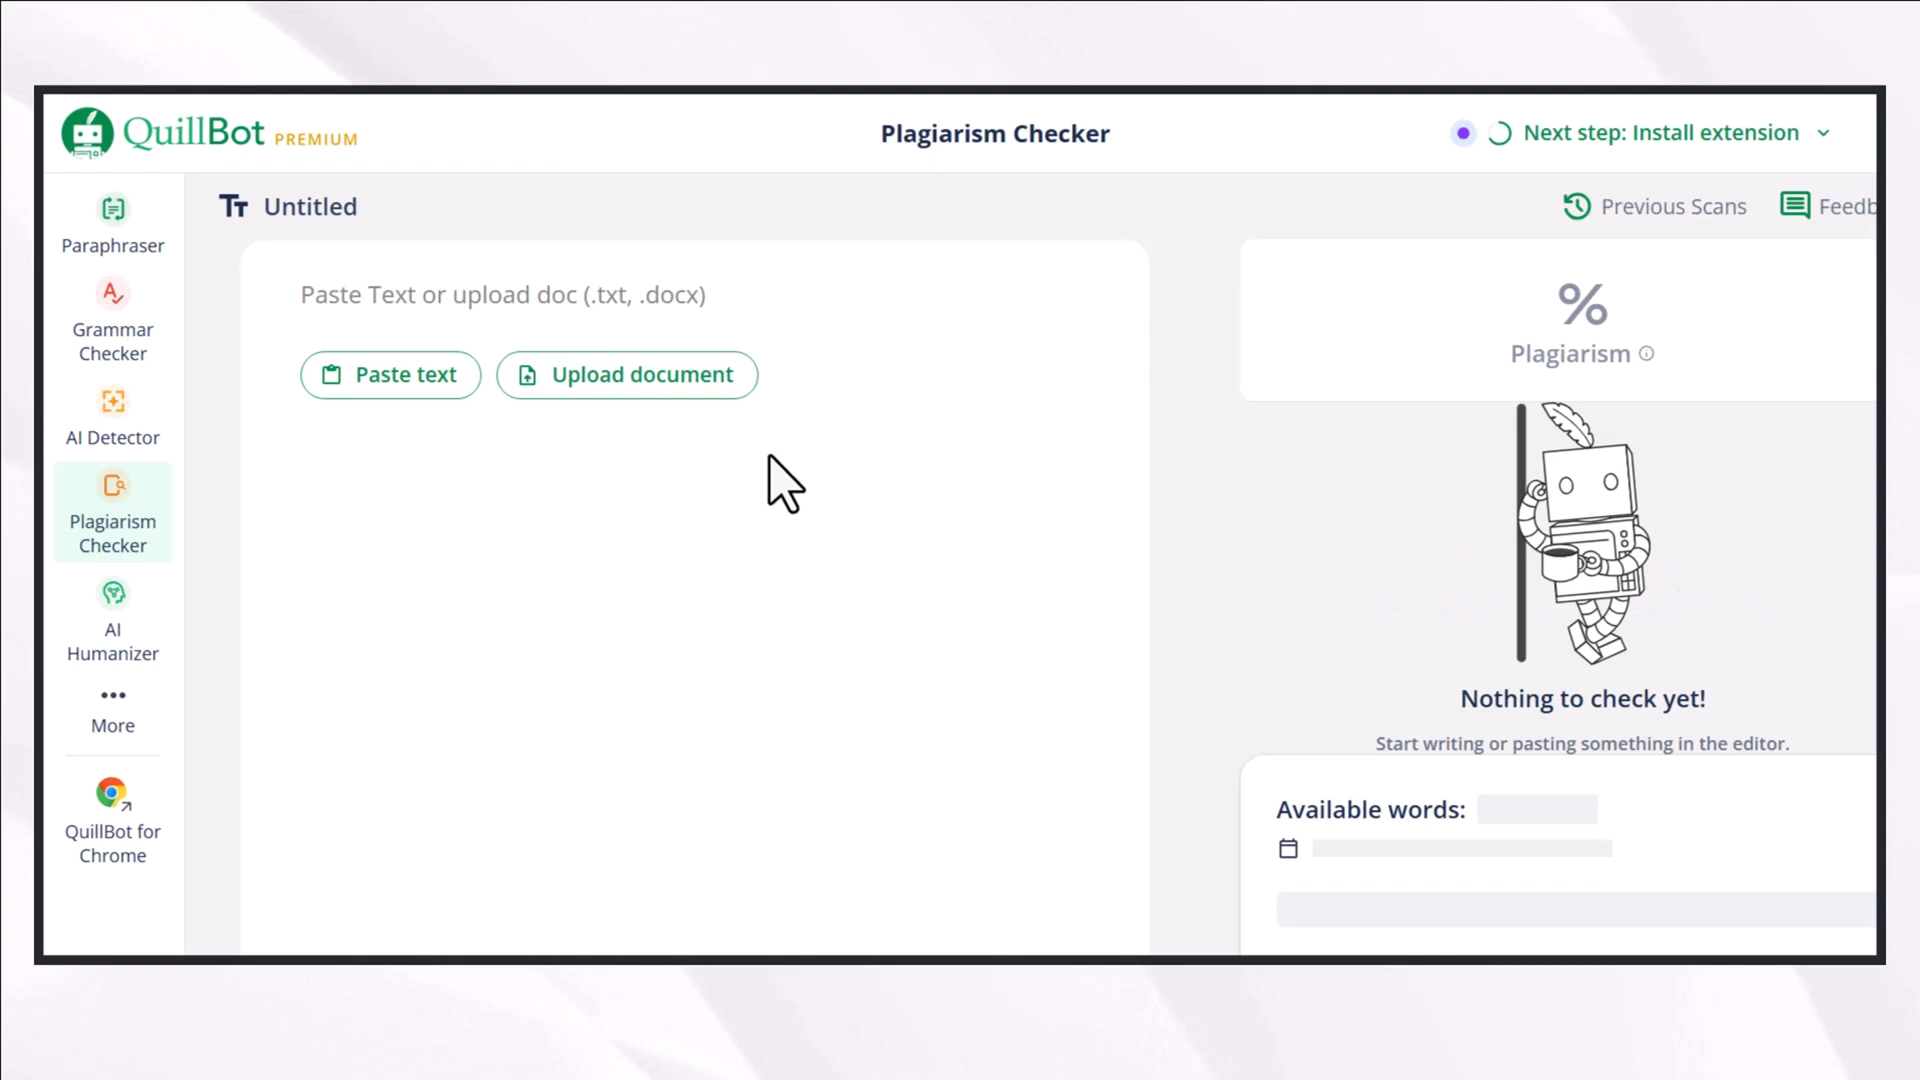 QuillBot PREMIUM
Plagiarism Checker
Next step: Install extension
Untitled
Previous Scans
Feedb
Paraphraser
Grammar
Checker
AI Detector
Plagiarism
Checker
AI
Humanizer
More
QuillBot for
Chrome
Paste Text or upload doc (.txt, .docx)
Paste text
Upload document
%
Plagiarism
Nothing to check yet!
Start writing or pasting something in the editor.
Available words: